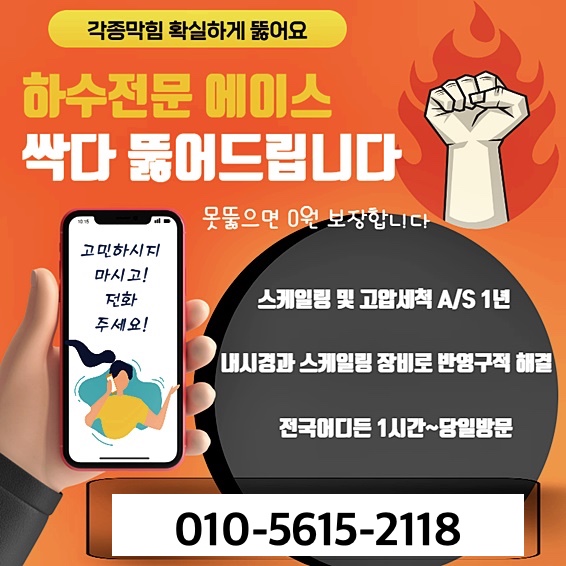 각종막힘 확실하게 뚫어요
하수전문 에이스
싹다 뚫어드립니다
못뚫으면 0원 보장합니다
10:15
고민하시지
마시고!
전화
주세요!
스케일링 및 고압세척 A/S 1년
내시경과 스케일링 장비로 반영구적 해결
전국어디든 1시간~당일방문
010-5615-2118